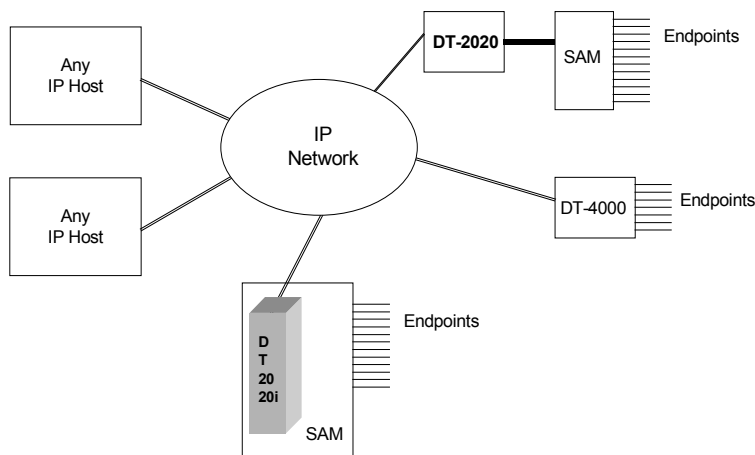 DT-2020
SAM
Endpoints
Any
IP Host
IP
Network
DT-4000
Endpoints
Any
IP Host
D
T
20
20i
SAM
Endpoints